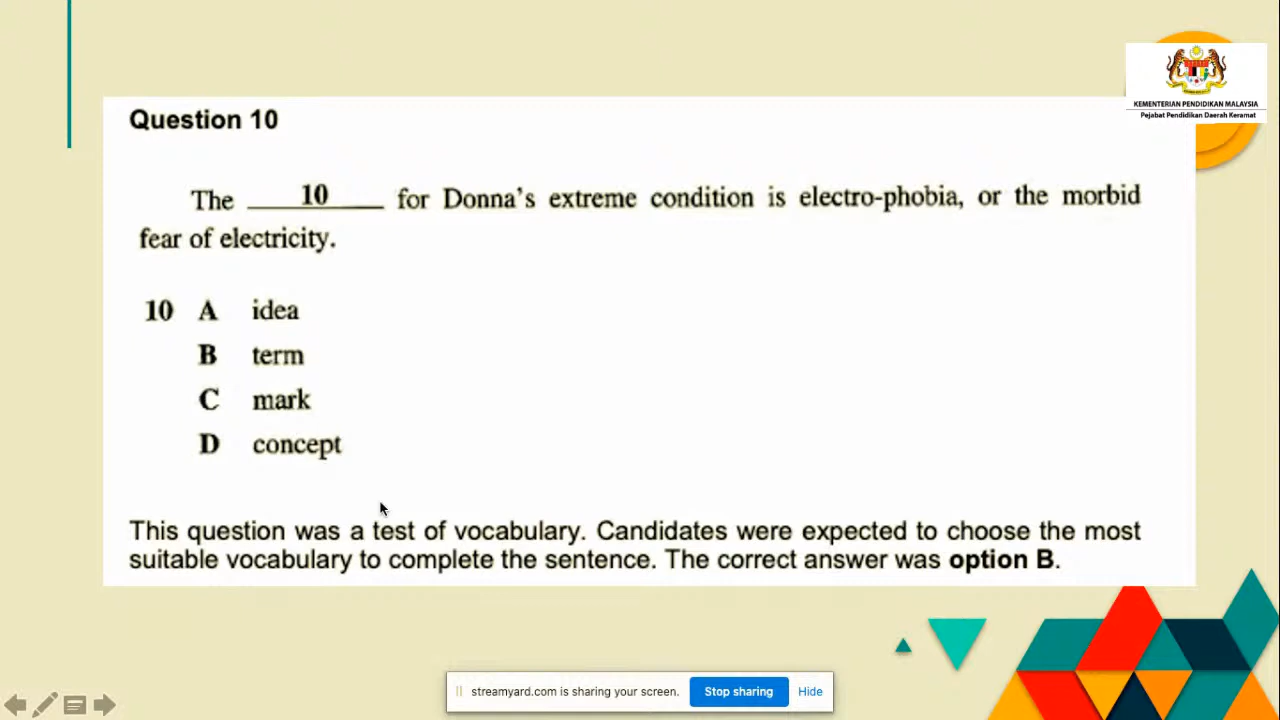 KEMENTERIAN PENDIDIKAN MALAYSIA
Pejabat Pendidikan Daerah Keramat
Question 10
The ____10____ for Donna's extreme condition is electro-phobia, or the morbid
fear of electricity.
10 A idea
B term
C mark
D concept
This question was a test of vocabulary. Candidates were expected to choose the most
suitable vocabulary to complete the sentence. The correct answer was option B.
streamyard.com is sharing your screen. Stop sharing Hide